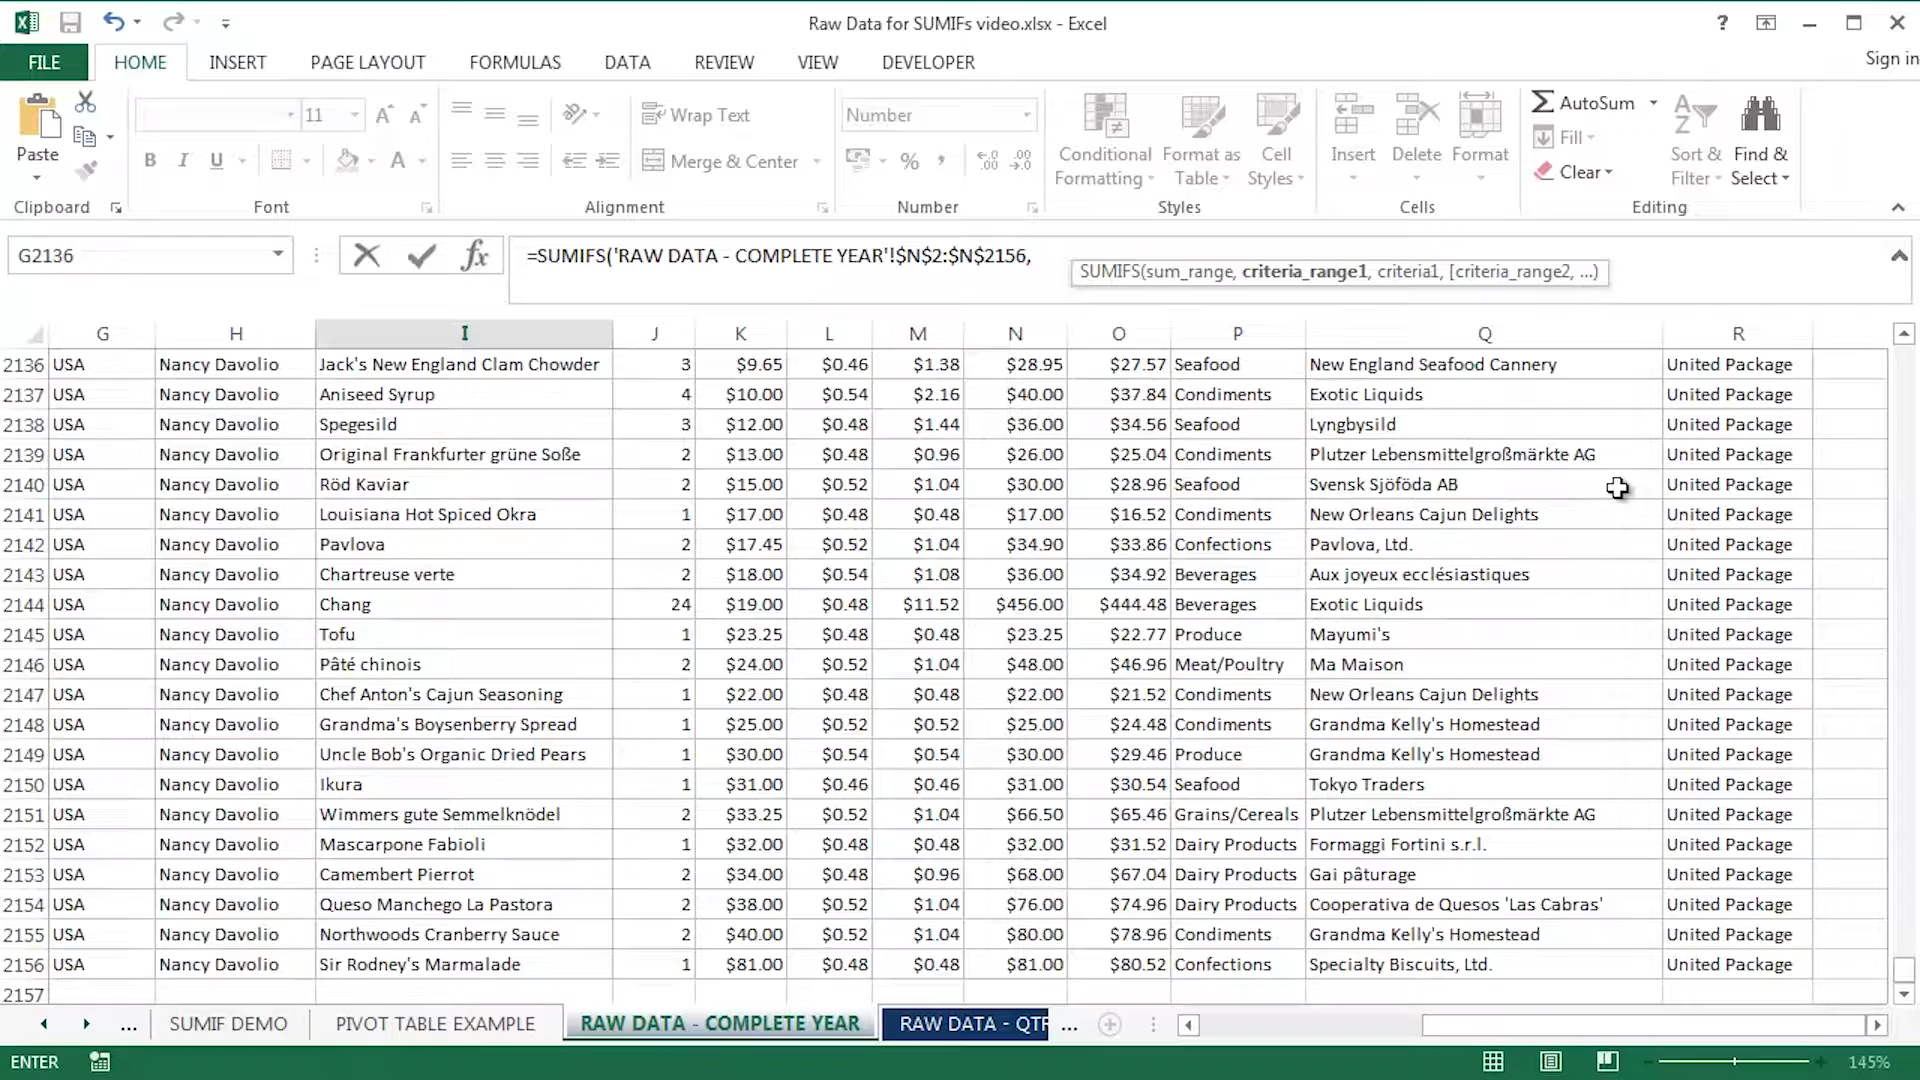 Raw Data for SUMIFs video.xlsx - Excel
?
FILE HOME INSERT PAGE LAYOUT FORMULAS DATA REVIEW VIEW DEVELOPER Sign in
11 Wrap Text Number AutoSum
Paste B I U A Merge & Center % Conditional Formatting Format as Table Cell Styles Insert Delete Format Fill Clear Sort & Filter Find & Select
Clipboard Font Alignment Number Styles Cells Editing
G2136 fx =SUMIFS('RAW DATA - COMPLETE YEAR'!$N$2:$N$2156,
SUMIFS(sum_range, criteria_range1, criteria1, [criteria_range2, ...)
G H I J K L M N O P Q R
2136 USA Nancy Davolio Jack's New England Clam Chowder 3 $9.65 $0.46 $1.38 $28.95 $27.57 Seafood New England Seafood Cannery United Package
2137 USA Nancy Davolio Aniseed Syrup 4 $10.00 $0.54 $2.16 $40.00 $37.84 Condiments Exotic Liquids United Package
2138 USA Nancy Davolio Spegesild 3 $12.00 $0.48 $1.44 $36.00 $34.56 Seafood Lyngbysild United Package
2139 USA Nancy Davolio Original Frankfurter grüne Soße 2 $13.00 $0.48 $0.96 $26.00 $25.04 Condiments Plutzer Lebensmittelgroßmärkte AG United Package
2140 USA Nancy Davolio Röd Kaviar 2 $15.00 $0.52 $1.04 $30.00 $28.96 Seafood Svensk Sjöföda AB United Package
2141 USA Nancy Davolio Louisiana Hot Spiced Okra 1 $17.00 $0.48 $0.48 $17.00 $16.52 Condiments New Orleans Cajun Delights United Package
2142 USA Nancy Davolio Pavlova 2 $17.45 $0.52 $1.04 $34.90 $33.86 Confections Pavlova, Ltd. United Package
2143 USA Nancy Davolio Chartreuse verte 2 $18.00 $0.54 $1.08 $36.00 $34.92 Beverages Aux joyeux ecclésiastiques United Package
2144 USA Nancy Davolio Chang 24 $19.00 $0.48 $11.52 $456.00 $444.48 Beverages Exotic Liquids United Package
2145 USA Nancy Davolio Tofu 1 $23.25 $0.48 $0.48 $23.25 $22.77 Produce Mayumi's United Package
2146 USA Nancy Davolio Pâté chinois 2 $24.00 $0.52 $1.04 $48.00 $46.96 Meat/Poultry Ma Maison United Package
2147 USA Nancy Davolio Chef Anton's Cajun Seasoning 1 $22.00 $0.48 $0.48 $22.00 $21.52 Condiments New Orleans Cajun Delights United Package
2148 USA Nancy Davolio Grandma's Boysenberry Spread 1 $25.00 $0.52 $0.52 $25.00 $24.48 Condiments Grandma Kelly's Homestead United Package
2149 USA Nancy Davolio Uncle Bob's Organic Dried Pears 1 $30.00 $0.54 $0.54 $30.00 $29.46 Produce Grandma Kelly's Homestead United Package
2150 USA Nancy Davolio Ikura 1 $31.00 $0.46 $0.46 $31.00 $30.54 Seafood Tokyo Traders United Package
2151 USA Nancy Davolio Wimmers gute Semmelknödel 2 $33.25 $0.52 $1.04 $66.50 $65.46 Grains/Cereals Plutzer Lebensmittelgroßmärkte AG United Package
2152 USA Nancy Davolio Mascarpone Fabioli 1 $32.00 $0.48 $0.48 $32.00 $31.52 Dairy Products Formaggi Fortini s.r.l. United Package
2153 USA Nancy Davolio Camembert Pierrot 2 $34.00 $0.48 $0.96 $68.00 $67.04 Dairy Products Gai pâturage United Package
2154 USA Nancy Davolio Queso Manchego La Pastora 2 $38.00 $0.52 $1.04 $76.00 $74.96 Dairy Products Cooperativa de Quesos 'Las Cabras' United Package
2155 USA Nancy Davolio Northwoods Cranberry Sauce 2 $40.00 $0.52 $1.04 $80.00 $78.96 Condiments Grandma Kelly's Homestead United Package
2156 USA Nancy Davolio Sir Rodney's Marmalade 1 $81.00 $0.48 $0.48 $81.00 $80.52 Confections Specialty Biscuits, Ltd. United Package
2157
... SUMIF DEMO PIVOT TABLE EXAMPLE RAW DATA - COMPLETE YEAR RAW DATA - QTR ...
ENTER 145%